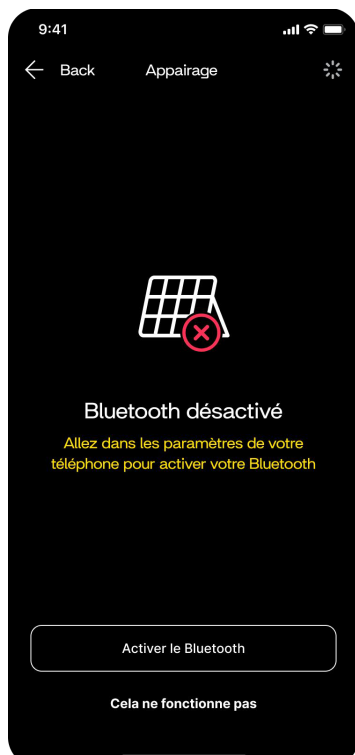 9:41
Back Appairage
Bluetooth désactivé
Allez dans les paramètres de votre
téléphone pour activer votre Bluetooth
Activer le Bluetooth
Cela ne fonctionne pas